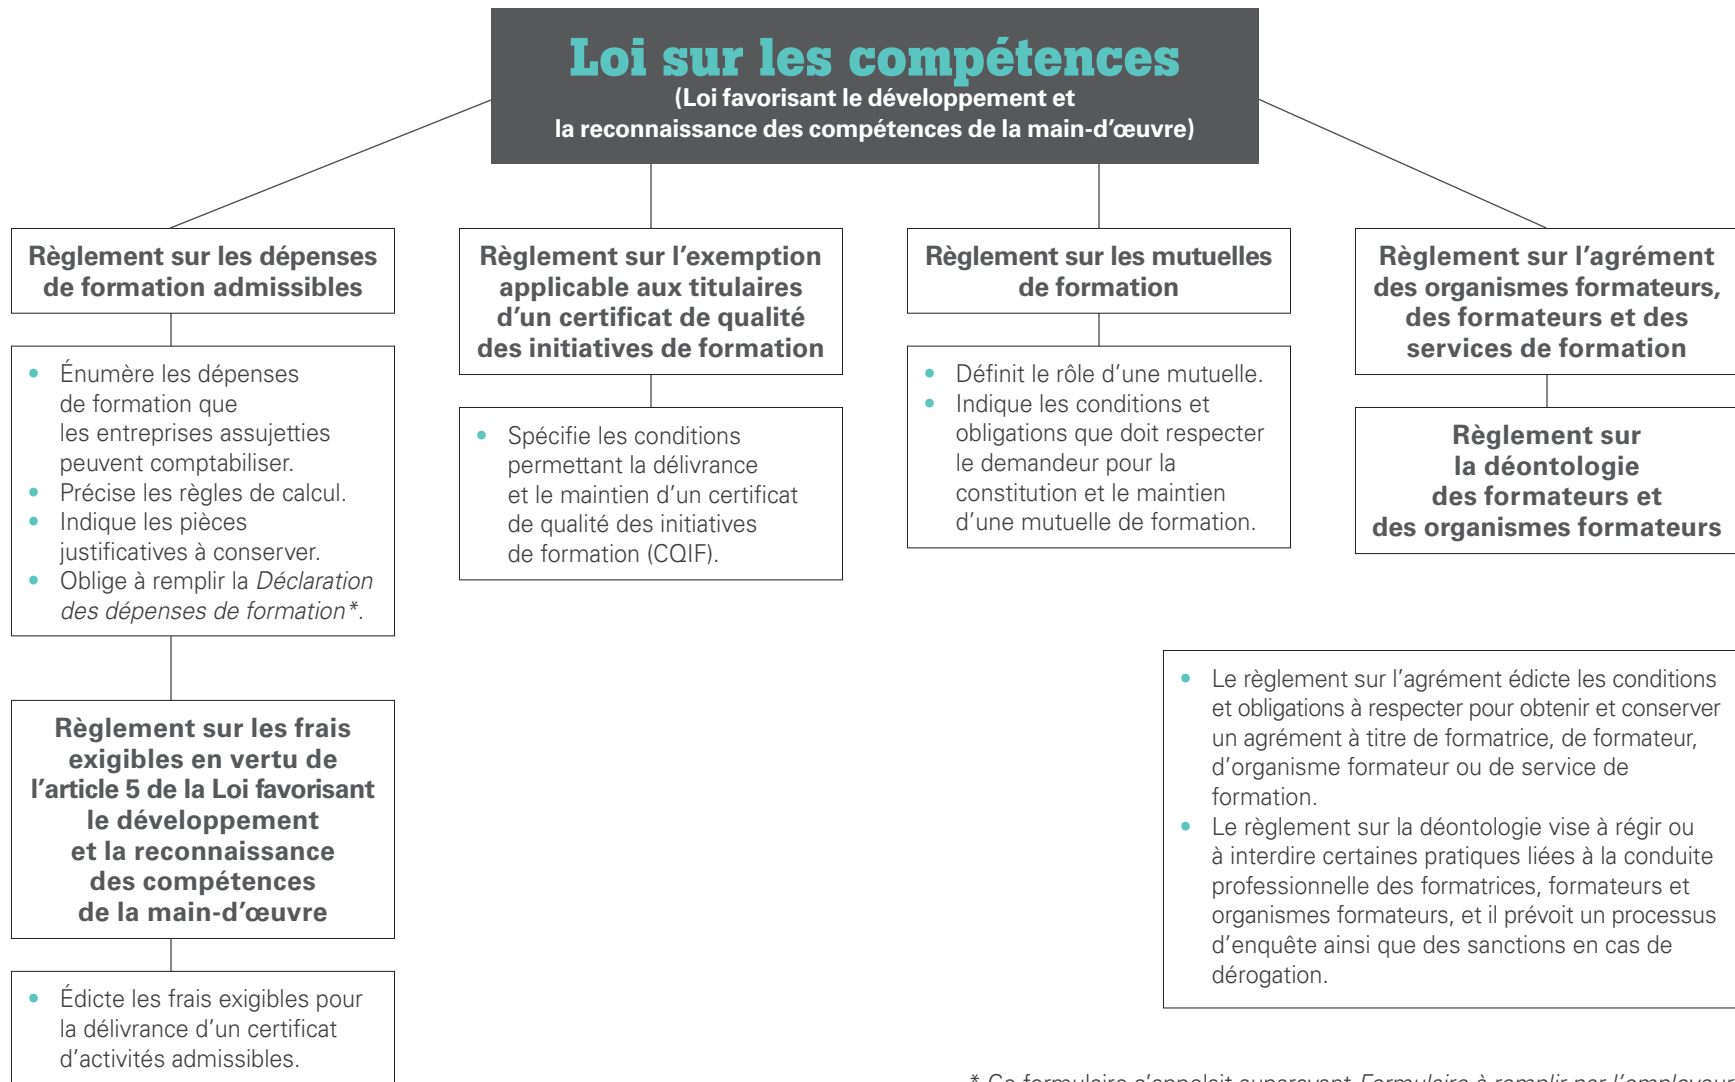 Loi sur les compétences
(Loi favorisant le développement et
la reconnaissance des compétences de la main-d’œuvre)
Règlement sur les dépenses
de formation admissibles
• Énumère les dépenses
de formation que
les entreprises assujetties
peuvent comptabiliser.
• Précise les règles de calcul.
• Indique les pièces
justificatives à conserver.
• Oblige à remplir la Déclaration
des dépenses de formation*.
Règlement sur les frais
exigibles en vertu de
l’article 5 de la Loi favorisant
le développement
et la reconnaissance
des compétences
de la main-d’œuvre
• Édicte les frais exigibles pour
la délivrance d’un certificat
d’activités admissibles.
Règlement sur l’exemption
applicable aux titulaires
d’un certificat de qualité
des initiatives de formation
• Spécifie les conditions
permettant la délivrance
et le maintien d’un certificat
de qualité des initiatives
de formation (CQIF).
Règlement sur les mutuelles
de formation
• Définit le rôle d’une mutuelle.
• Indique les conditions et
obligations que doit respecter
le demandeur pour la
constitution et le maintien
d’une mutuelle de formation.
Règlement sur l’agrément
des organismes formateurs,
des formateurs et des
services de formation
Règlement sur
la déontologie
des formateurs et
des organismes formateurs
• Le règlement sur l’agrément édicte les conditions
et obligations à respecter pour obtenir et conserver
un agrément à titre de formatrice, de formateur,
d’organisme formateur ou de service de
formation.
• Le règlement sur la déontologie vise à régir ou
à interdire certaines pratiques liées à la conduite
professionnelle des formatrices, formateurs et
organismes formateurs, et il prévoit un processus
d’enquête ainsi que des sanctions en cas de
dérogation.
* Ce formulaire s’appelait auparavant Formulaire à remplir par l’employeur